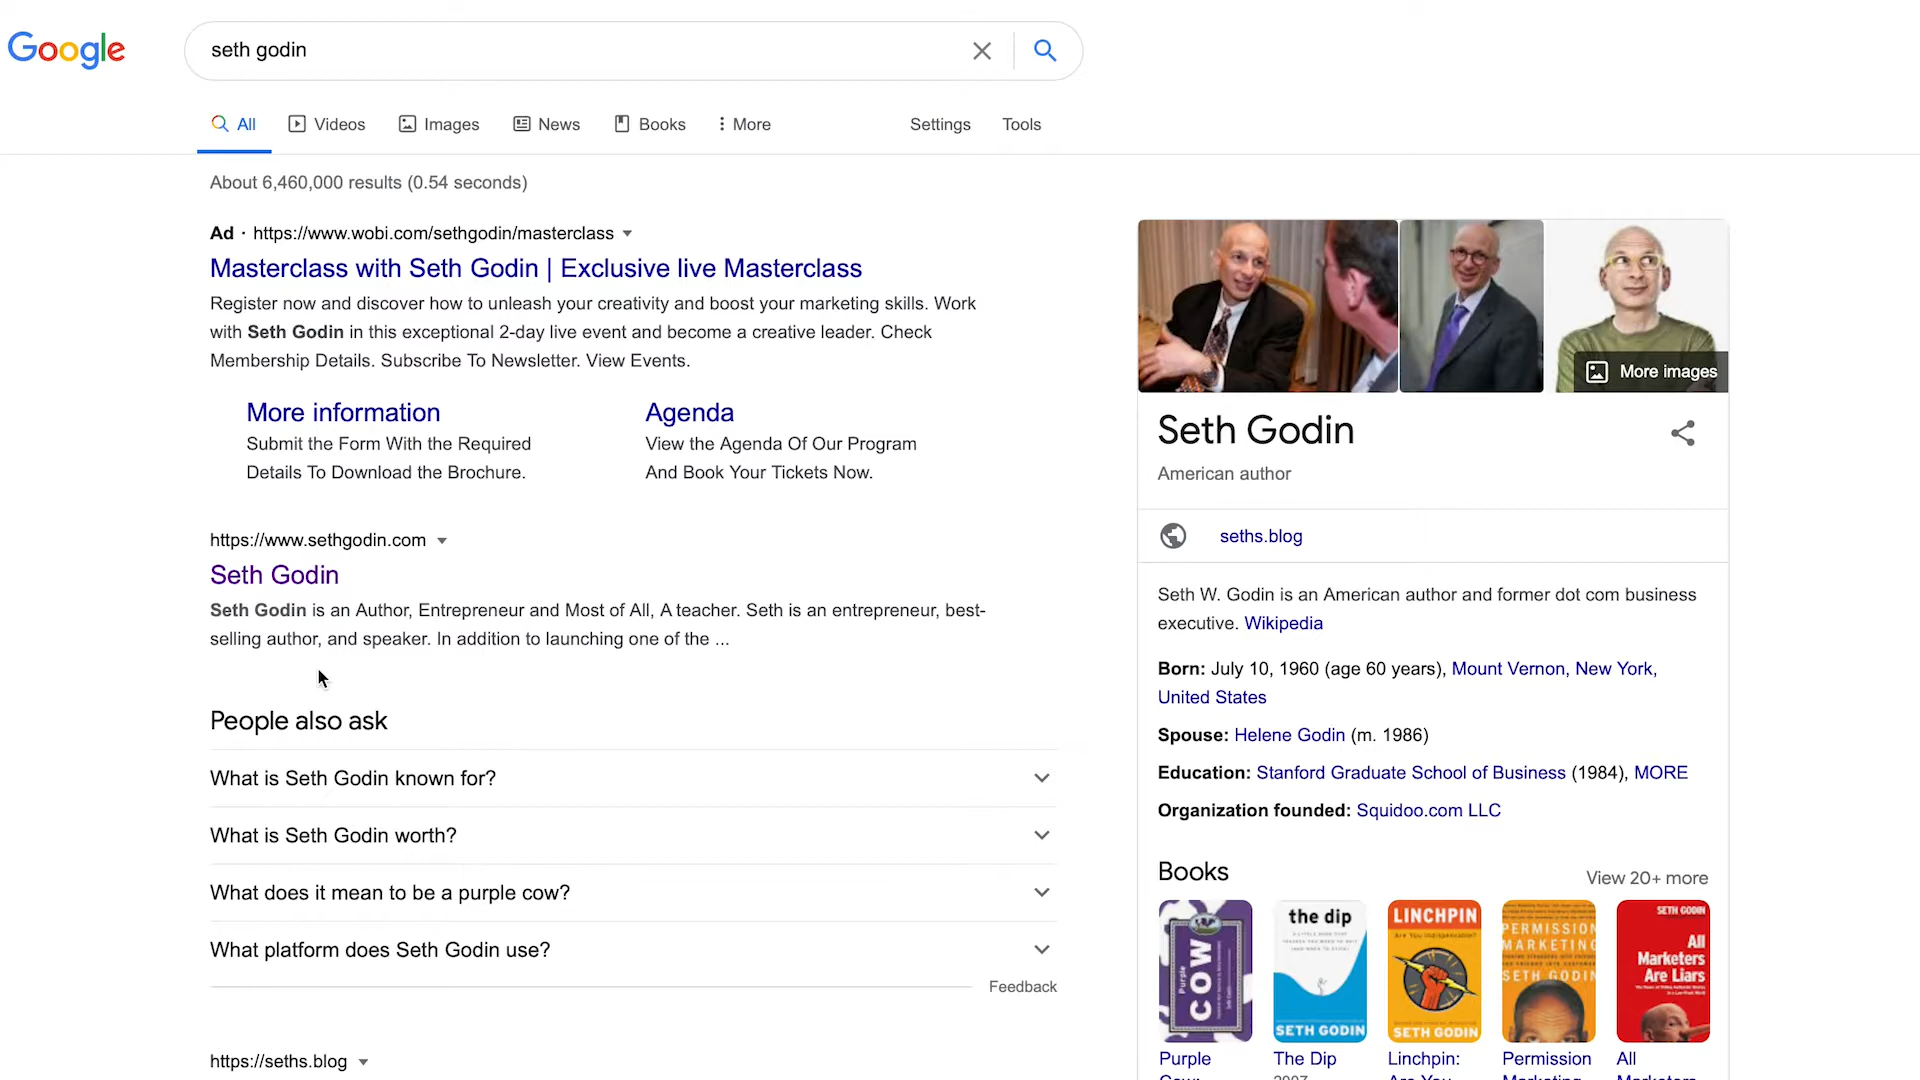 Google
seth godin
All
Videos
Images
News
Books
More
Settings
Tools
About 6,460,000 results (0.54 seconds)
Ad · https://www.wobi.com/sethgodin/masterclass
Masterclass with Seth Godin | Exclusive live Masterclass
Register now and discover how to unleash your creativity and boost your marketing skills. Work
with Seth Godin in this exceptional 2-day live event and become a creative leader. Check
Membership Details. Subscribe To Newsletter. View Events.
More information
Submit the Form With the Required
Details To Download the Brochure.
Agenda
View the Agenda Of Our Program
And Book Your Tickets Now.
https://www.sethgodin.com
Seth Godin
Seth Godin is an Author, Entrepreneur and Most of All, A teacher. Seth is an entrepreneur, best-
selling author, and speaker. In addition to launching one of the ...
People also ask
What is Seth Godin known for?
What is Seth Godin worth?
What does it mean to be a purple cow?
What platform does Seth Godin use?
Feedback
https://seths.blog
More images
Seth Godin
American author
seths.blog
Seth W. Godin is an American author and former dot com business
executive. Wikipedia
Born: July 10, 1960 (age 60 years), Mount Vernon, New York,
United States
Spouse: Helene Godin (m. 1986)
Education: Stanford Graduate School of Business (1984), MORE
Organization founded: Squidoo.com LLC
Books
View 20+ more
Purple
COW
the dip
SETH GODIN
LINCHPIN
Are You Indispensable?
SETH GODIN
PERMISSION
MARKETING
SETH GODIN
SETH GODIN
All
Marketers
Are Liars
Purple
Cow:
The Dip
2007
Linchpin:
Are You
Permission
Marketing
All
Marketers